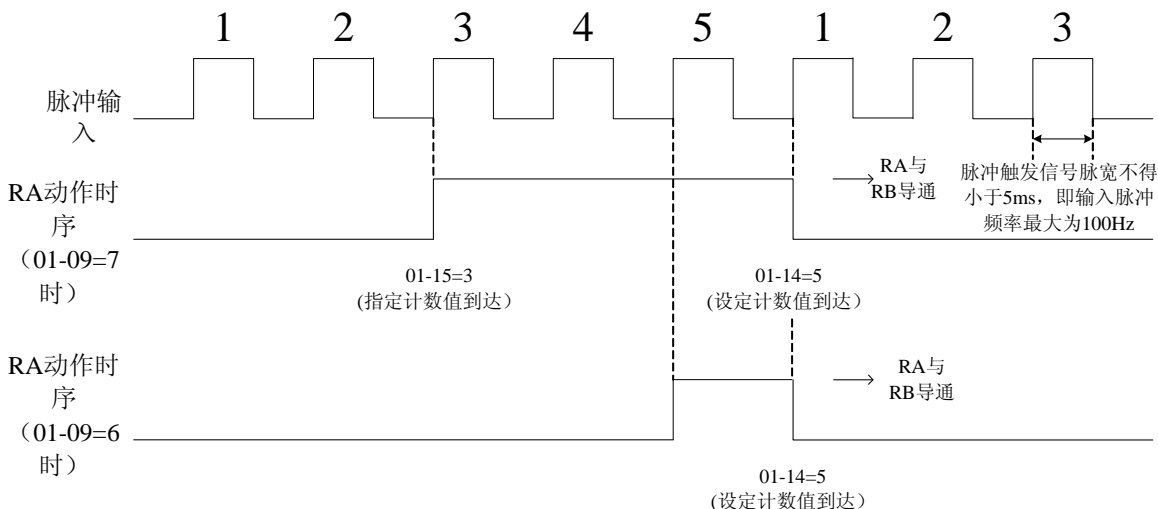 1 2 3 4 5 1 2 3
脉冲输
入
RA与
RB导通
脉冲触发信号脉宽不得
小于5ms，即输入脉冲
频率最大为100Hz
RA动作时
序
（01-09=7
时）
01-15=3
(指定计数值到达）
01-14=5
(设定计数值到达）
RA动作时
序
（01-09=6
时）
RA与
RB导通
01-14=5
(设定计数值到达）